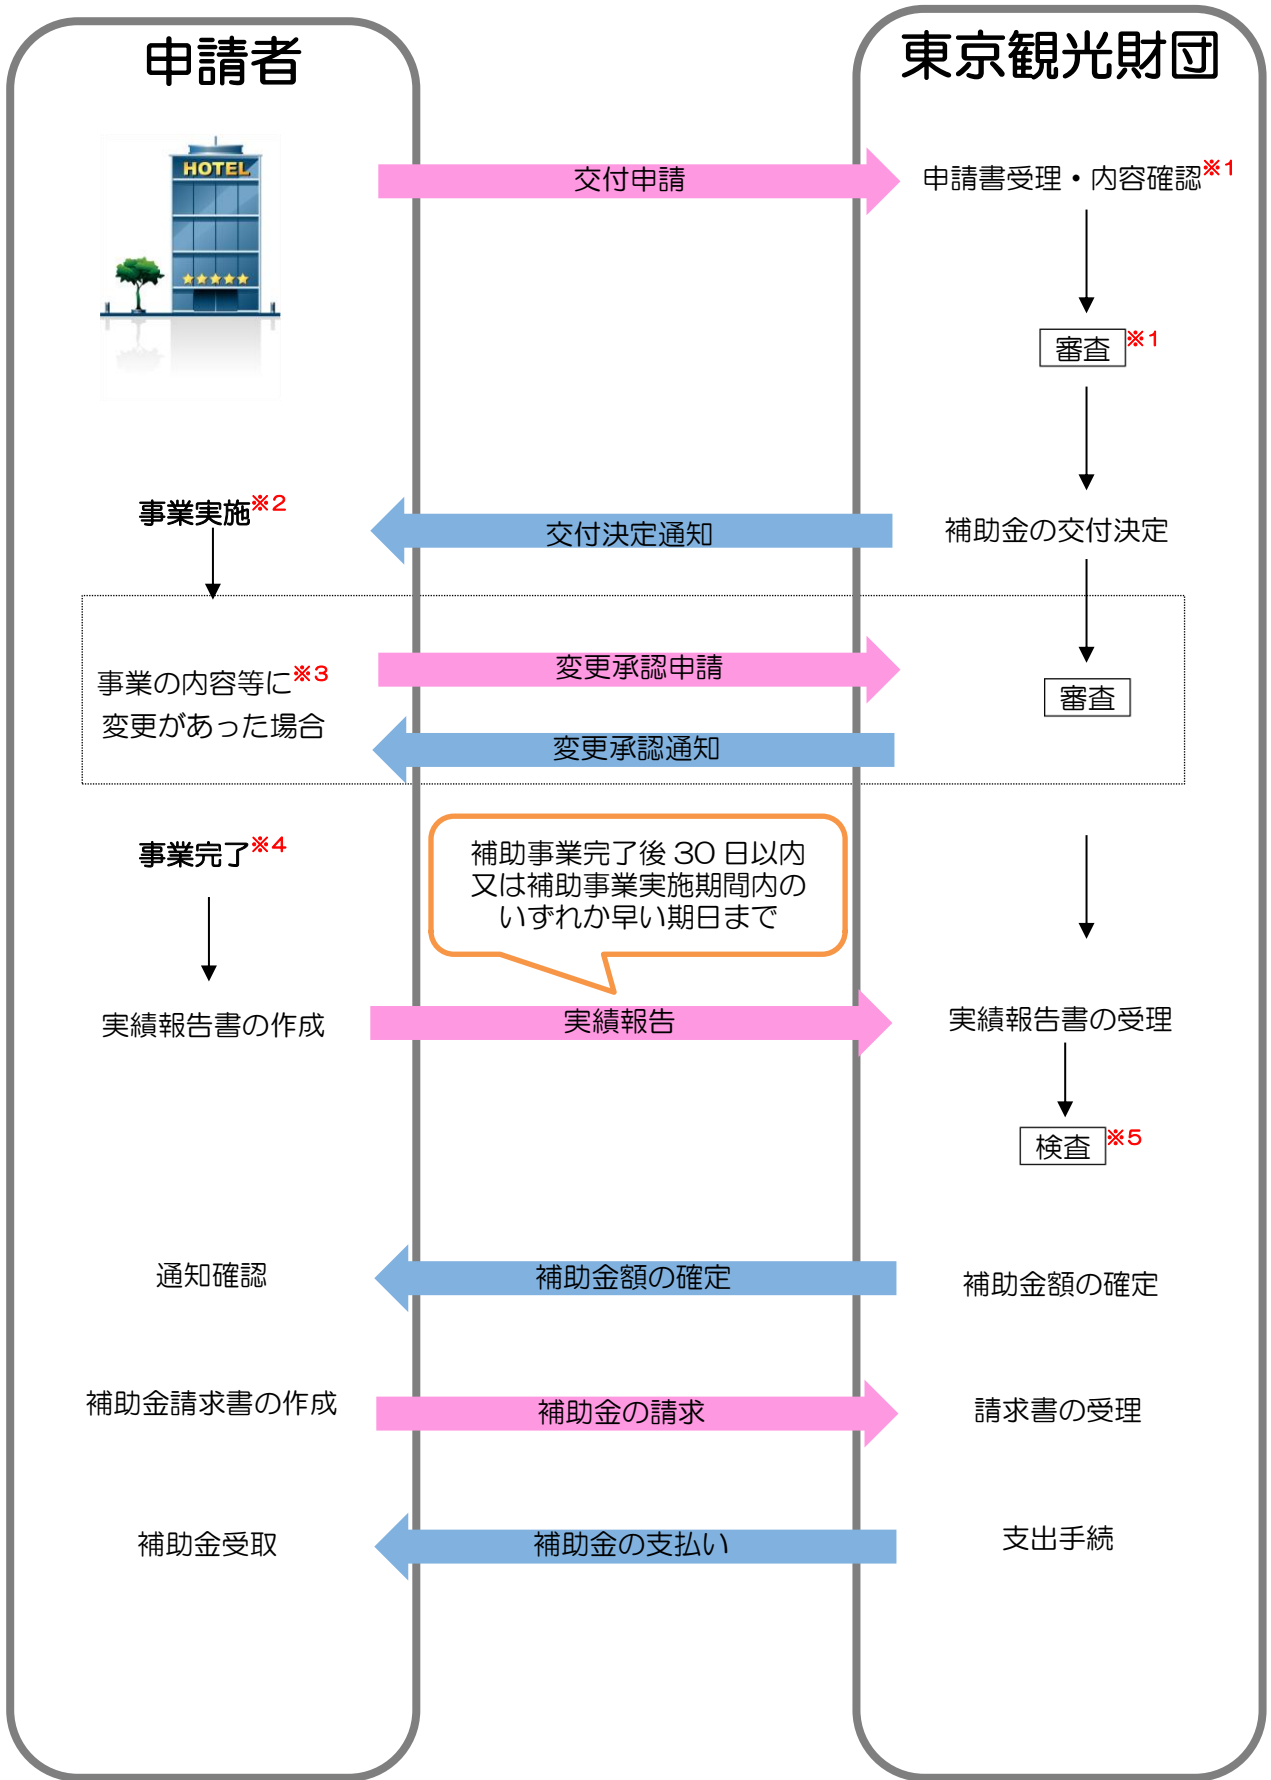 申請者
東京観光財団
HOTEL
交付申請
申請書受理・内容確認※1
審査※1
事業実施※2
交付決定通知
補助金の交付決定
事業の内容等に※3
変更があった場合
変更承認申請
審査
変更承認通知
事業完了※4
補助事業完了後 30 日以内
又は補助事業実施期間内の
いずれか早い期日まで
実績報告書の作成
実績報告
実績報告書の受理
検査※5
通知確認
補助金額の確定
補助金額の確定
補助金請求書の作成
補助金の請求
請求書の受理
補助金受取
補助金の支払い
支出手続